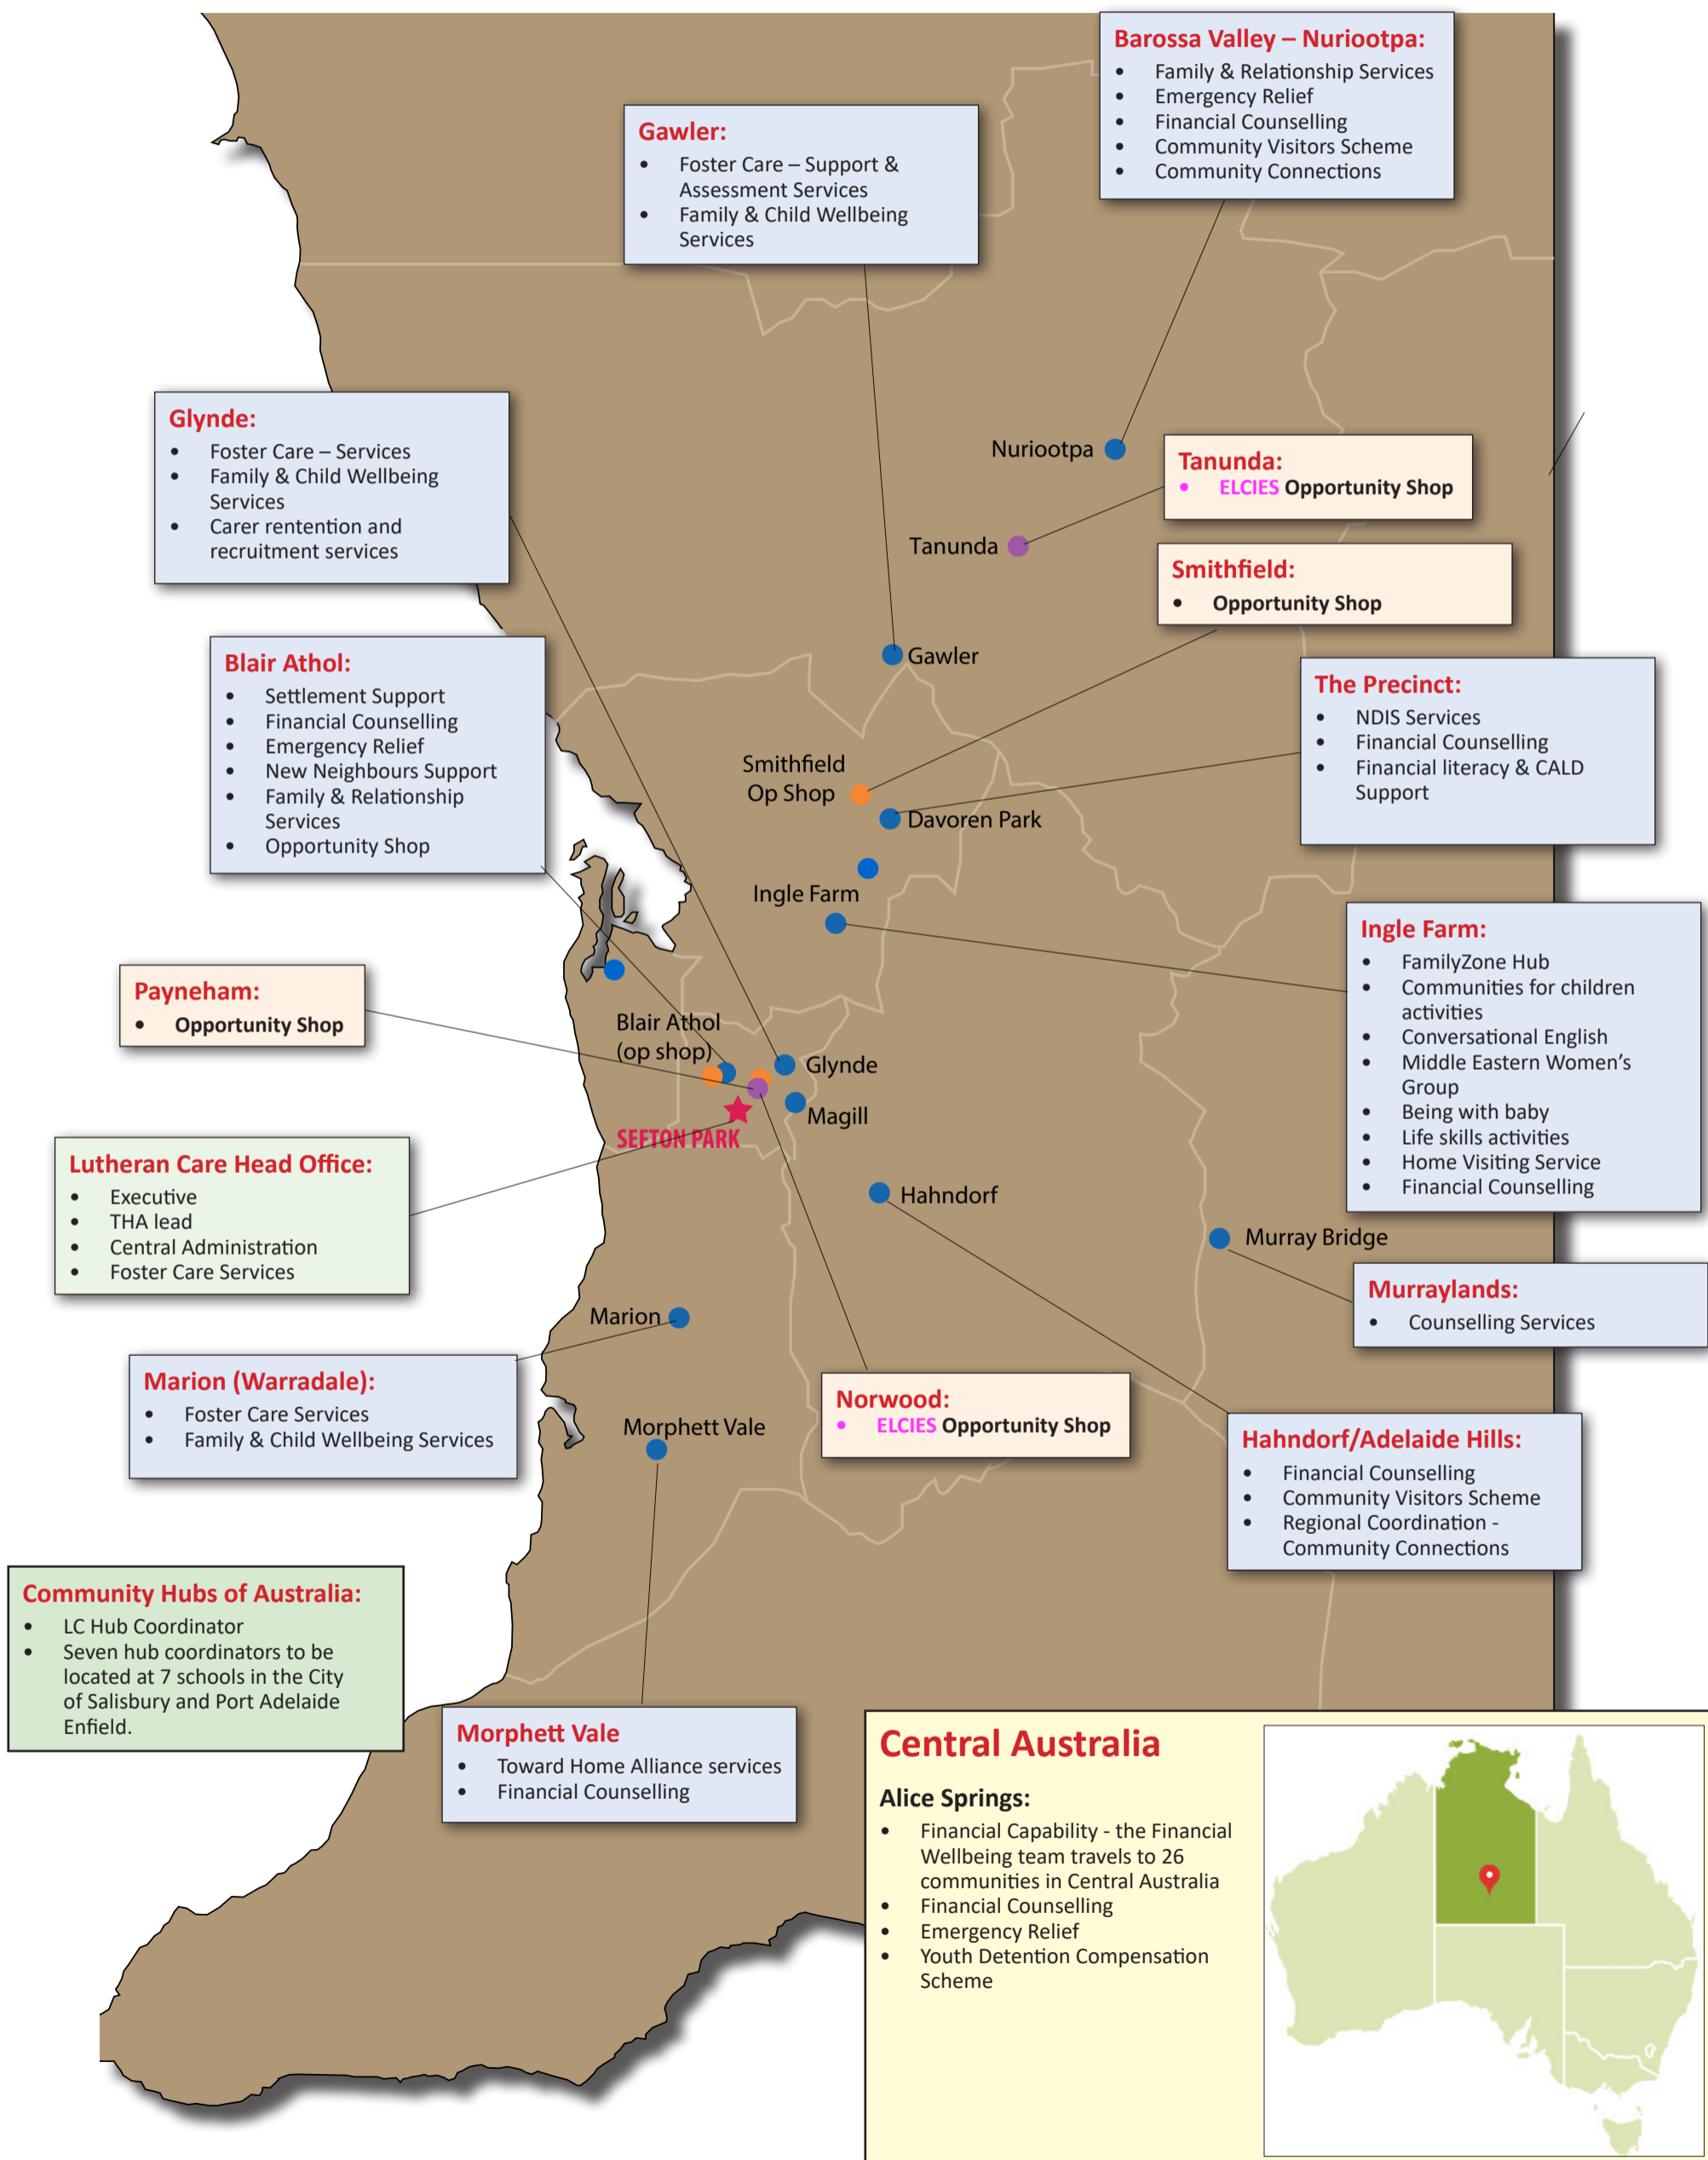 Barossa Valley – Nuriootpa:
• Family & Relationship Services
• Emergency Relief
• Financial Counselling
• Community Visitors Scheme
• Community Connections
Gawler:
• Foster Care – Support &
Assessment Services
• Family & Child Wellbeing
Services
Glynde:
• Foster Care – Services
• Family & Child Wellbeing
Services
• Carer rentention and
recruitment services
Nuriootpa
Tanunda:
• ELCIES Opportunity Shop
Tanunda
Smithfield:
• Opportunity Shop
Blair Athol:
• Settlement Support
• Financial Counselling
• Emergency Relief
• New Neighbours Support
• Family & Relationship
Services
• Opportunity Shop
Gawler
The Precinct:
• NDIS Services
• Financial Counselling
• Financial literacy & CALD
Support
Smithfield
Op Shop
Davoren Park
Ingle Farm
Ingle Farm:
• FamilyZone Hub
• Communities for children
activities
• Conversational English
• Middle Eastern Women's
Group
• Being with baby
• Life skills activities
• Home Visiting Service
• Financial Counselling
Payneham:
• Opportunity Shop
Blair Athol
(op shop)
Glynde
Magill
SEFTON PARK
Lutheran Care Head Office:
• Executive
• THA lead
• Central Administration
• Foster Care Services
Hahndorf
Murray Bridge
Murraylands:
• Counselling Services
Marion
Marion (Warradale):
• Foster Care Services
• Family & Child Wellbeing Services
Norwood:
• ELCIES Opportunity Shop
Morphett Vale
Hahndorf/Adelaide Hills:
• Financial Counselling
• Community Visitors Scheme
• Regional Coordination -
Community Connections
Community Hubs of Australia:
• LC Hub Coordinator
• Seven hub coordinators to be
located at 7 schools in the City
of Salisbury and Port Adelaide
Enfield.
Morphett Vale
• Toward Home Alliance services
• Financial Counselling
Central Australia
Alice Springs:
• Financial Capability - the Financial
Wellbeing team travels to 26
communities in Central Australia
• Financial Counselling
• Emergency Relief
• Youth Detention Compensation
Scheme